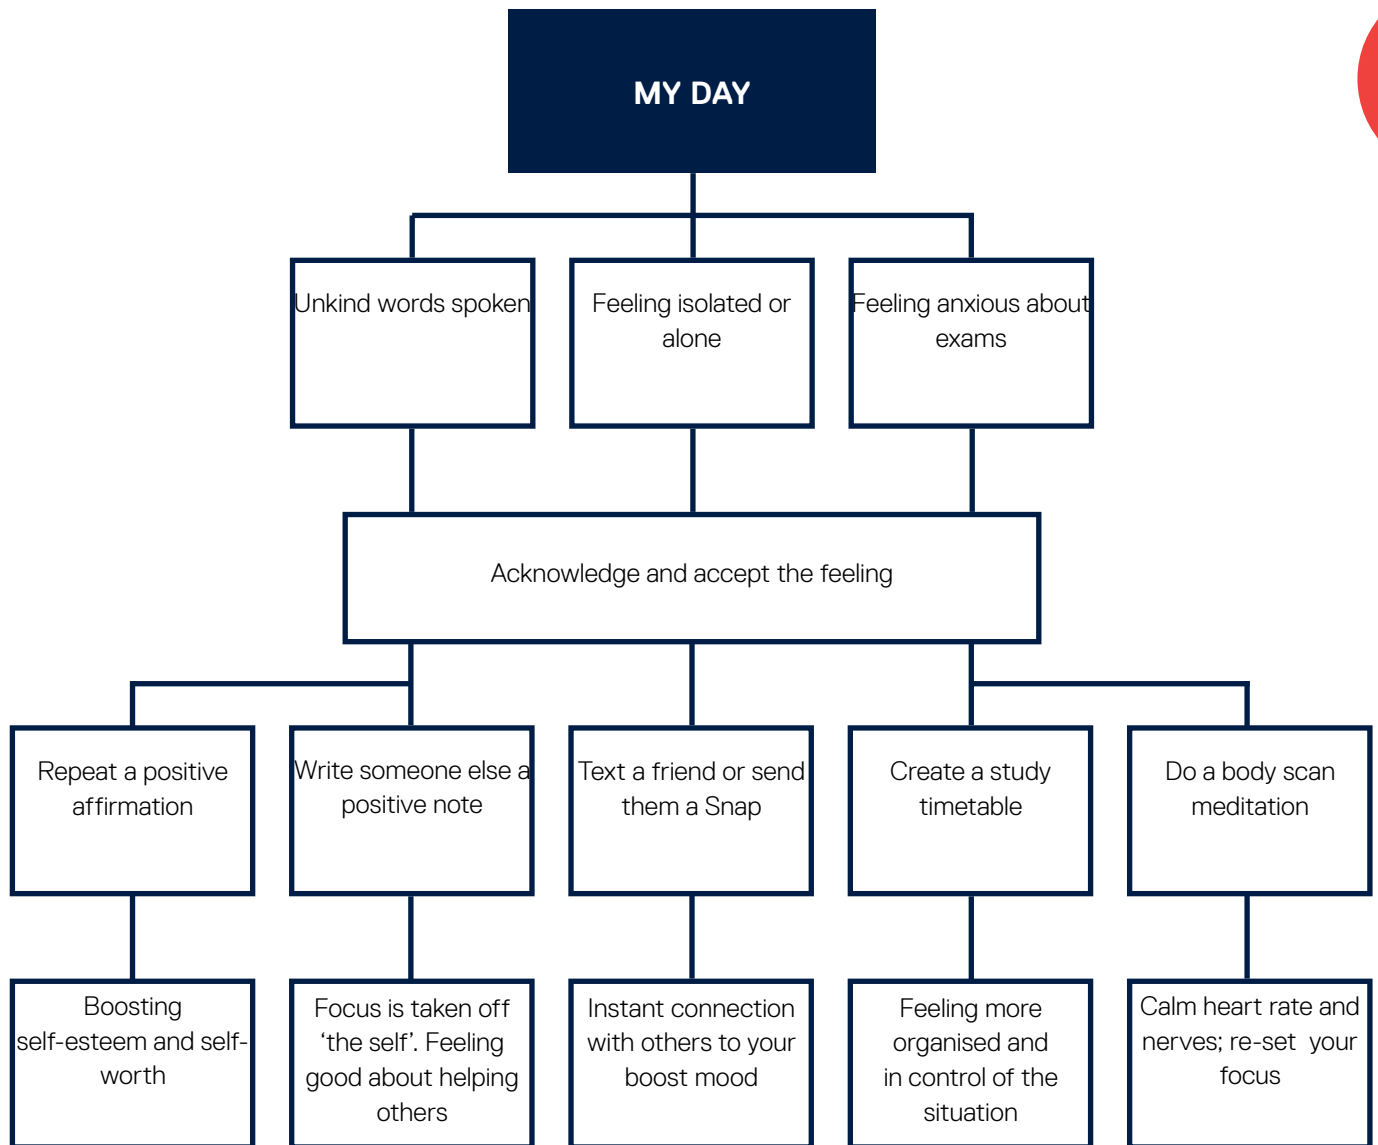 MY DAY
Unkind words spoken
Feeling isolated or
alone
Feeling anxious about
exams
Acknowledge and accept the feeling
Repeat a positive
affirmation
Write someone else a
positive note
Text a friend or send
them a Snap
Create a study
timetable
Do a body scan
meditation
Boosting
self-esteem and self-
worth
Focus is taken off
‘the self’. Feeling
good about helping
others
Instant connection
with others to your
boost mood
Feeling more
organised and
in control of the
situation
Calm heart rate and
nerves; re-set  your
focus